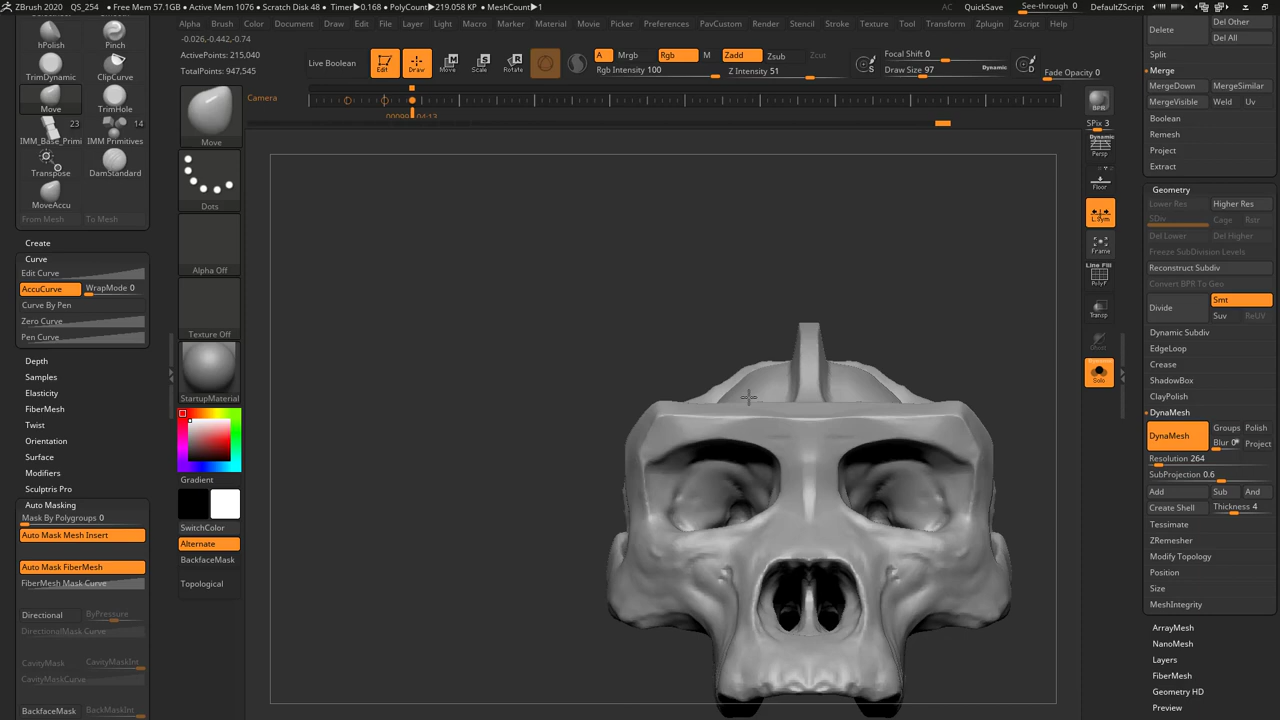 ZBrush 2020 QS_254 • Free Mem 57.1GB • Active Mem 1076 • Scratch Disk 48 • Timer▶0.168 • PolyCount▶219.058 KP • MeshCount▶1 AC QuickSave See-through 0 Menus DefaultZScript
Alpha Brush Color Document Draw Edit File Layer Light Macro Marker Material Movie Picker Preferences PavCustom Render Stencil Stroke Texture Tool Transform Zplugin Zscript Help
-0.026,-0.442,-0.74
ActivePoints: 215,040
TotalPoints: 947,545
hPolish Pinch
TrimDynamic ClipCurve
Move TrimHole
23 14
IMM_Base_Primi IMM Primitives
Transpose DamStandard
MoveAccu
From Mesh To Mesh
Create
Curve
Edit Curve
AccuCurve WrapMode 0
Curve By Pen
Zero Curve
Pen Curve
Depth
Samples
Elasticity
FiberMesh
Twist
Orientation
Surface
Modifiers
Sculptris Pro
Auto Masking
Mask By Polygroups 0
Auto Mask Mesh Insert
Auto Mask FiberMesh
FiberMesh Mask Curve
Directional ByPressure
DirectionalMask Curve
CavityMask CavityMaskInt
CavityMaskCurve
BackfaceMask BackMaskInt
Live Boolean Edit Draw Move Scale Rotate
A Mrgb Rgb M Zadd Zsub Zcut
Rgb Intensity 100 Z Intensity 51
S Focal Shift 0
Draw Size 97 Dynamic D Fade Opacity 0
Camera
Move
Dots
Alpha Off
Texture Off
StartupMaterial
Gradient
SwitchColor
Alternate
BackfaceMask
Topological
BPR
SPix 3
Dynamic
Persp
Floor
L.Sym
Frame
Line Fill
PolyF
Transp
Ghost
Solo
Del Other
Delete Del All
Split
Merge
MergeDown MergeSimilar
MergeVisible Weld Uv
Boolean
Remesh
Project
Extract
Geometry
Lower Res Higher Res
SDiv Cage Rstr
Del Lower Del Higher
Freeze SubDivision Levels
Reconstruct Subdiv
Convert BPR To Geo
Divide Smt
Suv ReUV
Dynamic Subdiv
EdgeLoop
Crease
ShadowBox
ClayPolish
DynaMesh
DynaMesh Groups Polish
Blur 0 Project
Resolution 264
SubProjection 0.6
Add Sub And
Create Shell Thickness 4
Tessimate
ZRemesher
Modify Topology
Position
Size
MeshIntegrity
ArrayMesh
NanoMesh
Layers
FiberMesh
Geometry HD
Preview